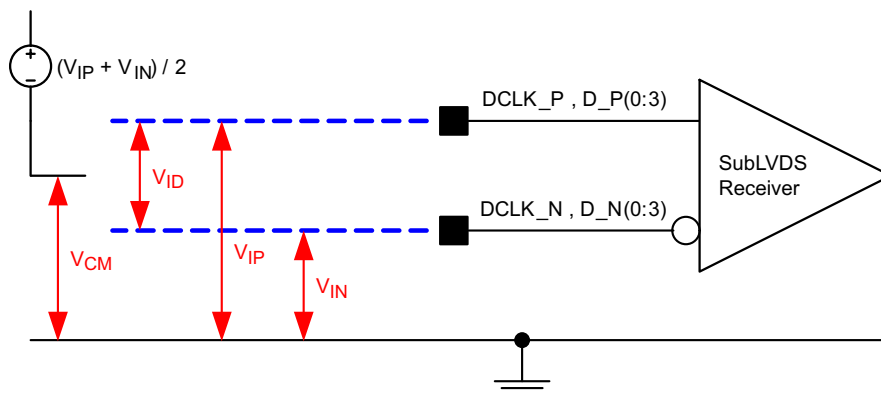 +
−
(VIP + VIN) / 2
DCLK_P , D_P(0:3)
SubLVDS
Receiver
VID
DCLK_N , D_N(0:3)
VCM
VIP
VIN